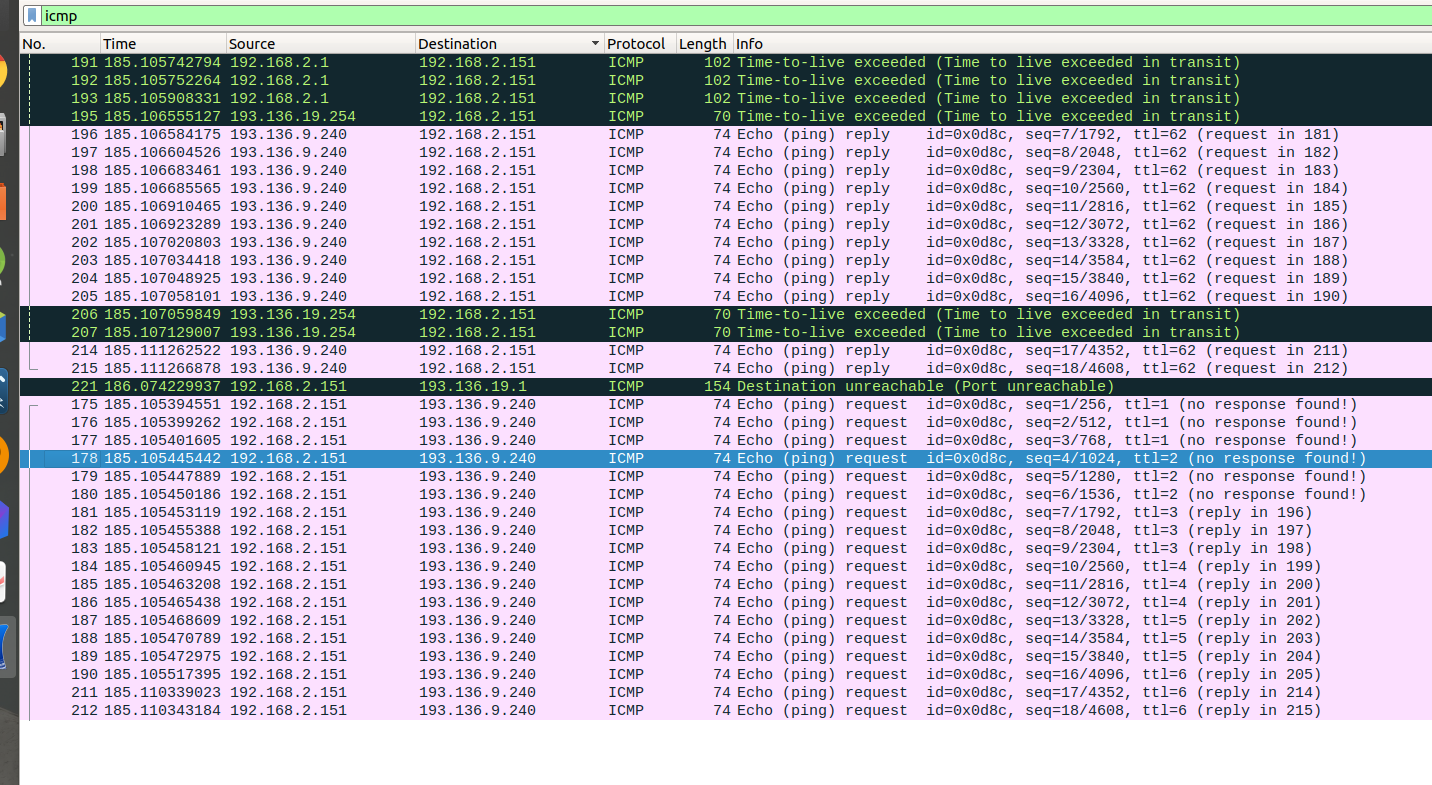 icmp
No. Time Source Destination Protocol Length Info
191 185.105742794 192.168.2.1 192.168.2.151 ICMP 102 Time-to-live exceeded (Time to live exceeded in transit)
192 185.105752264 192.168.2.1 192.168.2.151 ICMP 102 Time-to-live exceeded (Time to live exceeded in transit)
193 185.105908331 192.168.2.1 192.168.2.151 ICMP 102 Time-to-live exceeded (Time to live exceeded in transit)
195 185.106555127 193.136.19.254 192.168.2.151 ICMP 70 Time-to-live exceeded (Time to live exceeded in transit)
196 185.106584175 193.136.9.240 192.168.2.151 ICMP 74 Echo (ping) reply id=0x0d8c, seq=7/1792, ttl=62 (request in 181)
197 185.106604526 193.136.9.240 192.168.2.151 ICMP 74 Echo (ping) reply id=0x0d8c, seq=8/2048, ttl=62 (request in 182)
198 185.106683461 193.136.9.240 192.168.2.151 ICMP 74 Echo (ping) reply id=0x0d8c, seq=9/2304, ttl=62 (request in 183)
199 185.106685565 193.136.9.240 192.168.2.151 ICMP 74 Echo (ping) reply id=0x0d8c, seq=10/2560, ttl=62 (request in 184)
200 185.106910465 193.136.9.240 192.168.2.151 ICMP 74 Echo (ping) reply id=0x0d8c, seq=11/2816, ttl=62 (request in 185)
201 185.106923289 193.136.9.240 192.168.2.151 ICMP 74 Echo (ping) reply id=0x0d8c, seq=12/3072, ttl=62 (request in 186)
202 185.107020803 193.136.9.240 192.168.2.151 ICMP 74 Echo (ping) reply id=0x0d8c, seq=13/3328, ttl=62 (request in 187)
203 185.107034418 193.136.9.240 192.168.2.151 ICMP 74 Echo (ping) reply id=0x0d8c, seq=14/3584, ttl=62 (request in 188)
204 185.107048925 193.136.9.240 192.168.2.151 ICMP 74 Echo (ping) reply id=0x0d8c, seq=15/3840, ttl=62 (request in 189)
205 185.107058101 193.136.9.240 192.168.2.151 ICMP 74 Echo (ping) reply id=0x0d8c, seq=16/4096, ttl=62 (request in 190)
206 185.107059849 193.136.19.254 192.168.2.151 ICMP 70 Time-to-live exceeded (Time to live exceeded in transit)
207 185.107129007 193.136.19.254 192.168.2.151 ICMP 70 Time-to-live exceeded (Time to live exceeded in transit)
214 185.111262522 193.136.9.240 192.168.2.151 ICMP 74 Echo (ping) reply id=0x0d8c, seq=17/4352, ttl=62 (request in 211)
215 185.111266878 193.136.9.240 192.168.2.151 ICMP 74 Echo (ping) reply id=0x0d8c, seq=18/4608, ttl=62 (request in 212)
221 186.074229937 192.168.2.151 193.136.19.1 ICMP 154 Destination unreachable (Port unreachable)
175 185.105394551 192.168.2.151 193.136.9.240 ICMP 74 Echo (ping) request id=0x0d8c, seq=1/256, ttl=1 (no response found!)
176 185.105399262 192.168.2.151 193.136.9.240 ICMP 74 Echo (ping) request id=0x0d8c, seq=2/512, ttl=1 (no response found!)
177 185.105401605 192.168.2.151 193.136.9.240 ICMP 74 Echo (ping) request id=0x0d8c, seq=3/768, ttl=1 (no response found!)
178 185.105445442 192.168.2.151 193.136.9.240 ICMP 74 Echo (ping) request id=0x0d8c, seq=4/1024, ttl=2 (no response found!)
179 185.105447889 192.168.2.151 193.136.9.240 ICMP 74 Echo (ping) request id=0x0d8c, seq=5/1280, ttl=2 (no response found!)
180 185.105450186 192.168.2.151 193.136.9.240 ICMP 74 Echo (ping) request id=0x0d8c, seq=6/1536, ttl=2 (no response found!)
181 185.105453119 192.168.2.151 193.136.9.240 ICMP 74 Echo (ping) request id=0x0d8c, seq=7/1792, ttl=3 (reply in 196)
182 185.105455388 192.168.2.151 193.136.9.240 ICMP 74 Echo (ping) request id=0x0d8c, seq=8/2048, ttl=3 (reply in 197)
183 185.105458121 192.168.2.151 193.136.9.240 ICMP 74 Echo (ping) request id=0x0d8c, seq=9/2304, ttl=3 (reply in 198)
184 185.105460945 192.168.2.151 193.136.9.240 ICMP 74 Echo (ping) request id=0x0d8c, seq=10/2560, ttl=4 (reply in 199)
185 185.105463208 192.168.2.151 193.136.9.240 ICMP 74 Echo (ping) request id=0x0d8c, seq=11/2816, ttl=4 (reply in 200)
186 185.105465438 192.168.2.151 193.136.9.240 ICMP 74 Echo (ping) request id=0x0d8c, seq=12/3072, ttl=4 (reply in 201)
187 185.105468609 192.168.2.151 193.136.9.240 ICMP 74 Echo (ping) request id=0x0d8c, seq=13/3328, ttl=5 (reply in 202)
188 185.105470789 192.168.2.151 193.136.9.240 ICMP 74 Echo (ping) request id=0x0d8c, seq=14/3584, ttl=5 (reply in 203)
189 185.105472975 192.168.2.151 193.136.9.240 ICMP 74 Echo (ping) request id=0x0d8c, seq=15/3840, ttl=5 (reply in 204)
190 185.105517395 192.168.2.151 193.136.9.240 ICMP 74 Echo (ping) request id=0x0d8c, seq=16/4096, ttl=6 (reply in 205)
211 185.110339023 192.168.2.151 193.136.9.240 ICMP 74 Echo (ping) request id=0x0d8c, seq=17/4352, ttl=6 (reply in 214)
212 185.110343184 192.168.2.151 193.136.9.240 ICMP 74 Echo (ping) request id=0x0d8c, seq=18/4608, ttl=6 (reply in 215)